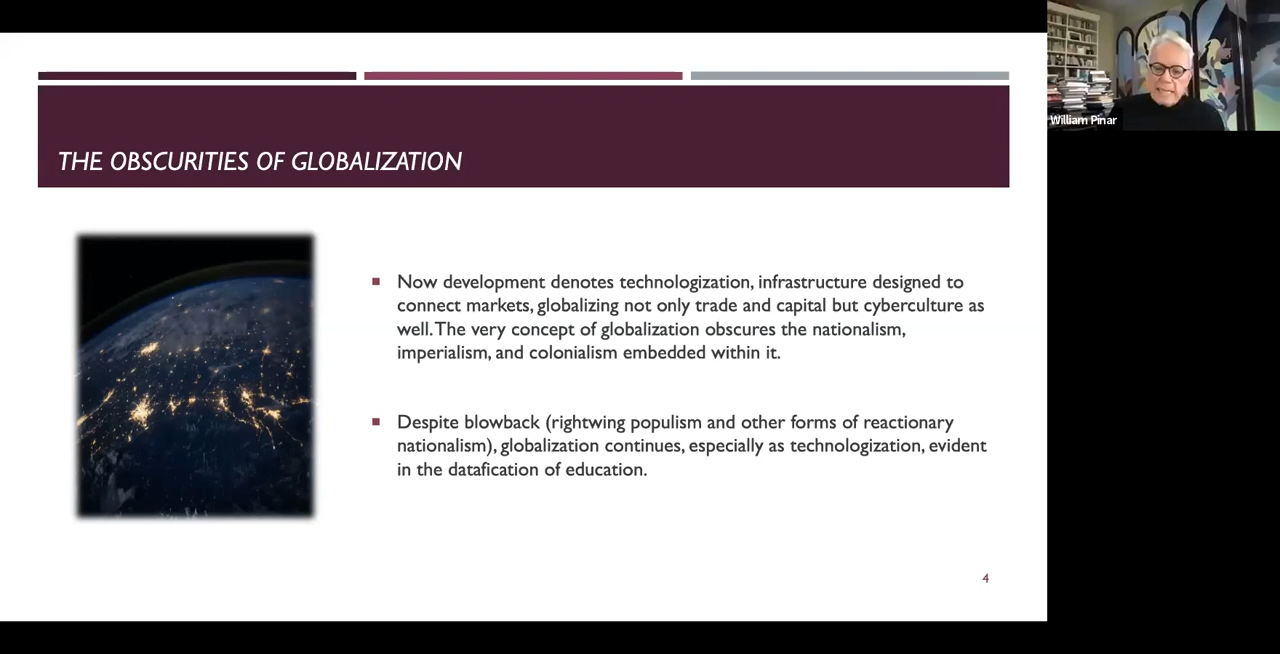 William Pinar
THE OBSCURITIES OF GLOBALIZATION
Now development denotes technologization, infrastructure designed to
connect markets, globalizing not only trade and capital but cyberculture as
well. The very concept of globalization obscures the nationalism,
imperialism, and colonialism embedded within it.
Despite blowback (rightwing populism and other forms of reactionary
nationalism), globalization continues, especially as technologization, evident
in the datafication of education.
4